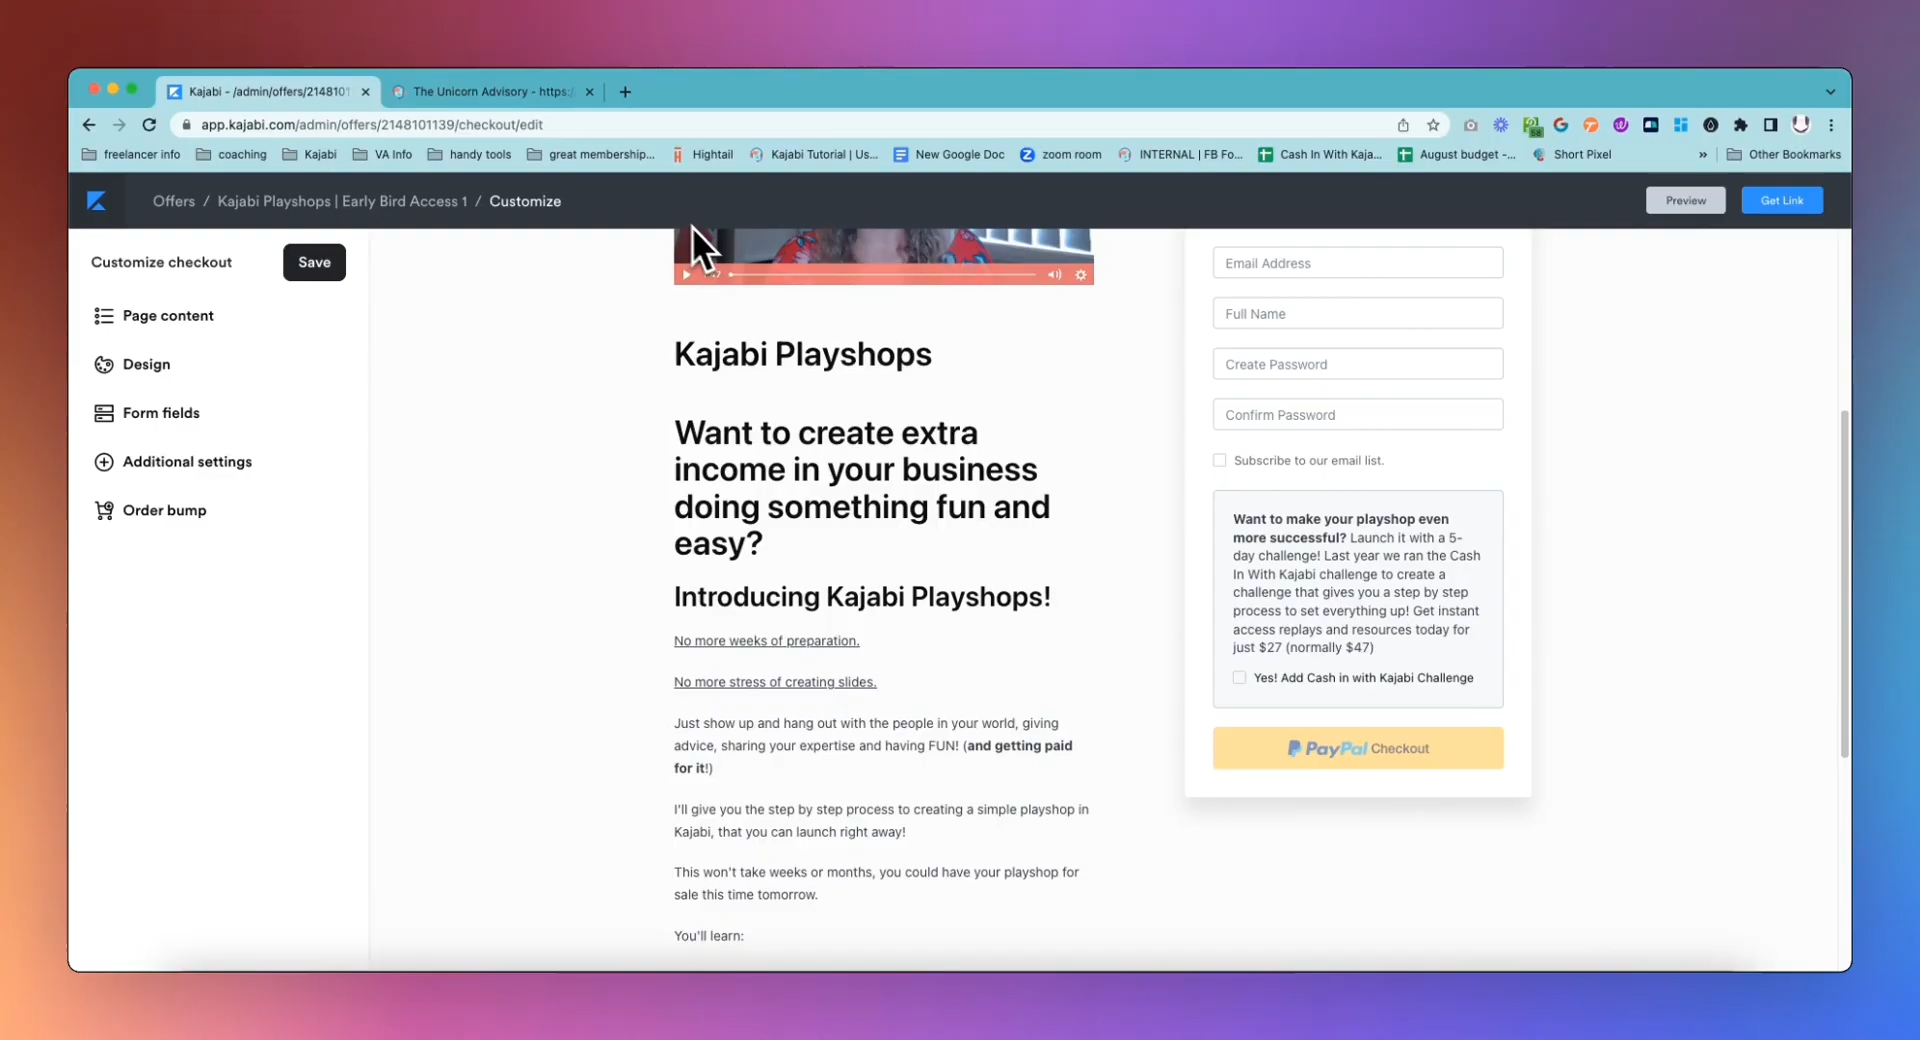 Kajabi - /admin/offers/2148101
The Unicorn Advisory - https:/
app.kajabi.com/admin/offers/2148101139/checkout/edit
freelancer info
coaching
Kajabi
VA Info
handy tools
great membership...
Hightail
Kajabi Tutorial | Us...
New Google Doc
zoom room
INTERNAL | FB Fo...
Cash In With Kaja...
August budget -...
Short Pixel
»
Other Bookmarks
Offers / Kajabi Playshops | Early Bird Access 1 / Customize
Preview
Get Link
Customize checkout
Save
Page content
Design
Form fields
Additional settings
Order bump
Kajabi Playshops
Want to create extra
income in your business
doing something fun and
easy?
Introducing Kajabi Playshops!
No more weeks of preparation.
No more stress of creating slides.
Just show up and hang out with the people in your world, giving
advice, sharing your expertise and having FUN! (and getting paid
for it!)
I'll give you the step by step process to creating a simple playshop in
Kajabi, that you can launch right away!
This won't take weeks or months, you could have your playshop for
sale this time tomorrow.
You'll learn:
Email Address
Full Name
Create Password
Confirm Password
Subscribe to our email list.
Want to make your playshop even
more successful? Launch it with a 5-
day challenge! Last year we ran the Cash
In With Kajabi challenge to create a
challenge that gives you a step by step
process to set everything up! Get instant
access replays and resources today for
just $27 (normally $47)
Yes! Add Cash in with Kajabi Challenge
PayPal Checkout